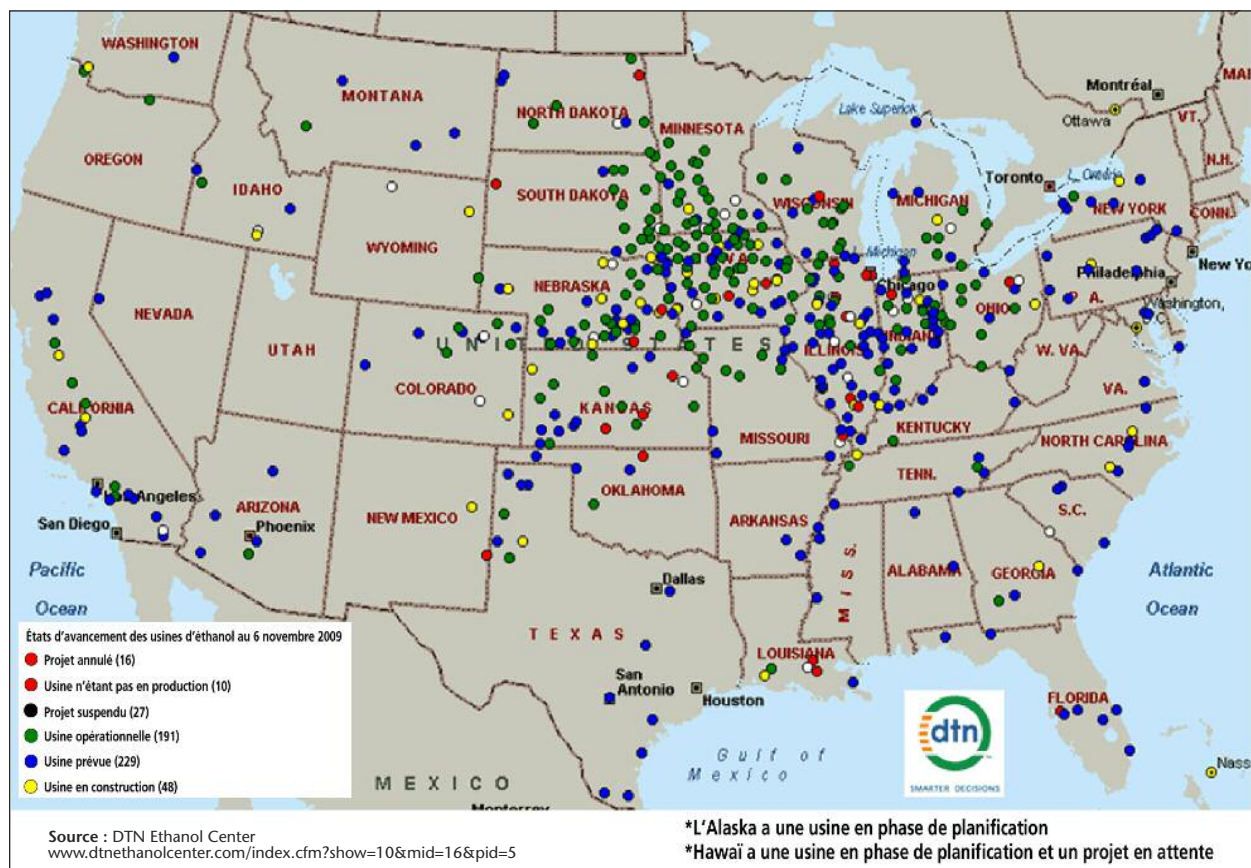 WASHINGTON
MONTANA
NORTH DAKOTA
MINNESOTA
Lake Superior
Montréal
Ottawa
VT.
N.H.
OREGON
IDAHO
SOUTH DAKOTA
WISCONSIN
MICHIGAN
Toronto
L. Ontario
NEW YORK
CONN.
WYOMING
Michigan
Chicago
NEBRASKA
OHIO
Philadelphia
P A.
Washington,
NEVADA
UTAH
COLORADO
UNITED STATES
ILLINOIS
W. VA.
VA.
CALIFORNIA
KANSAS
MISSOURI
KENTUCKY
NORTH CAROLINA
TENN.
S.C.
Los Angeles
San Diego
ARIZONA
Phoenix
NEW MEXICO
OKLAHOMA
ARKANSAS
MISS.
ALABAMA
GEORGIA
Pacific
Ocean
Atlantic
Ocean
Dallas
TEXAS
LOUISIANA
San
Antonio
Houston
FLORIDA
Gulf of
Mexico
MEXICO
Monterrey
États d'avancement des usines d'éthanol au 6 novembre 2009
Projet annulé (16)
Usine n'étant pas en production (10)
Projet suspendu (27)
Usine opérationnelle (191)
Usine prévue (229)
Usine en construction (48)
dtn
SMARTER DECISIONS
Source : DTN Ethanol Center
www.dtnethanolcenter.com/index.cfm?show=10&mid=16&pid=5
*L'Alaska a une usine en phase de planification
*Hawaï a une usine en phase de planification et un projet en attente